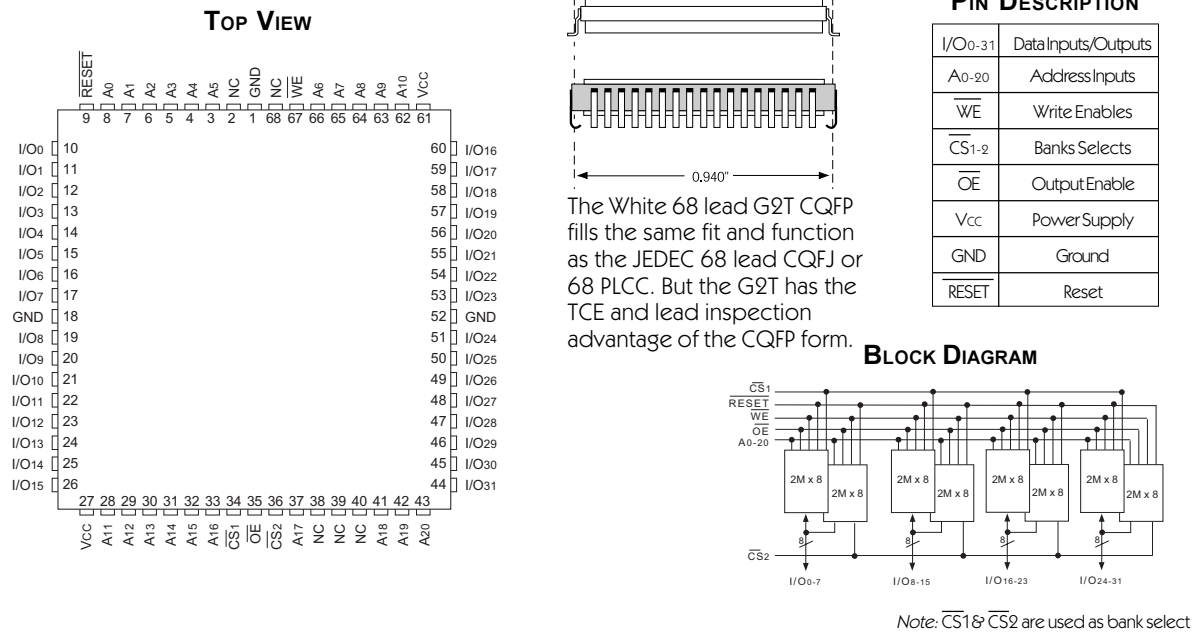 TOP VIEW
RESET A0 A1 A2 A3 A4 A5 NC GND NC WE A6 A7 A8 A9 A10 VCC
9 8 7 6 5 4 3 2 1 68 67 66 65 64 63 62 61
I/O0 10 60 I/O16
I/O1 11 59 I/O17
I/O2 12 58 I/O18
I/O3 13 57 I/O19
I/O4 14 56 I/O20
I/O5 15 55 I/O21
I/O6 16 54 I/O22
I/O7 17 53 I/O23
GND 18 52 GND
I/O8 19 51 I/O24
I/O9 20 50 I/O25
I/O10 21 49 I/O26
I/O11 22 48 I/O27
I/O12 23 47 I/O28
I/O13 24 46 I/O29
I/O14 25 45 I/O30
I/O15 26 44 I/O31
27 28 29 30 31 32 33 34 35 36 37 38 39 40 41 42 43
VCC A11 A12 A13 A14 A15 A16 CS1 OE CS2 A17 NC NC NC A18 A19 A20
0.940"
The White 68 lead G2T CQFP
fills the same fit and function
as the JEDEC 68 lead CQFJ or
68 PLCC. But the G2T has the
TCE and lead inspection
advantage of the CQFP form.
PIN DESCRIPTION
I/O0-31 Data Inputs/Outputs
A0-20 Address Inputs
WE Write Enables
CS1-2 Banks Selects
OE Output Enable
VCC Power Supply
GND Ground
RESET Reset
BLOCK DIAGRAM
CS1
RESET
WE
OE
A0-20
2M x 8 2M x 8 2M x 8 2M x 8
2M x 8 2M x 8 2M x 8 2M x 8
8 8 8 8
CS2
I/O0-7 I/O8-15 I/O16-23 I/O24-31
Note: CS1& CS2 are used as bank select